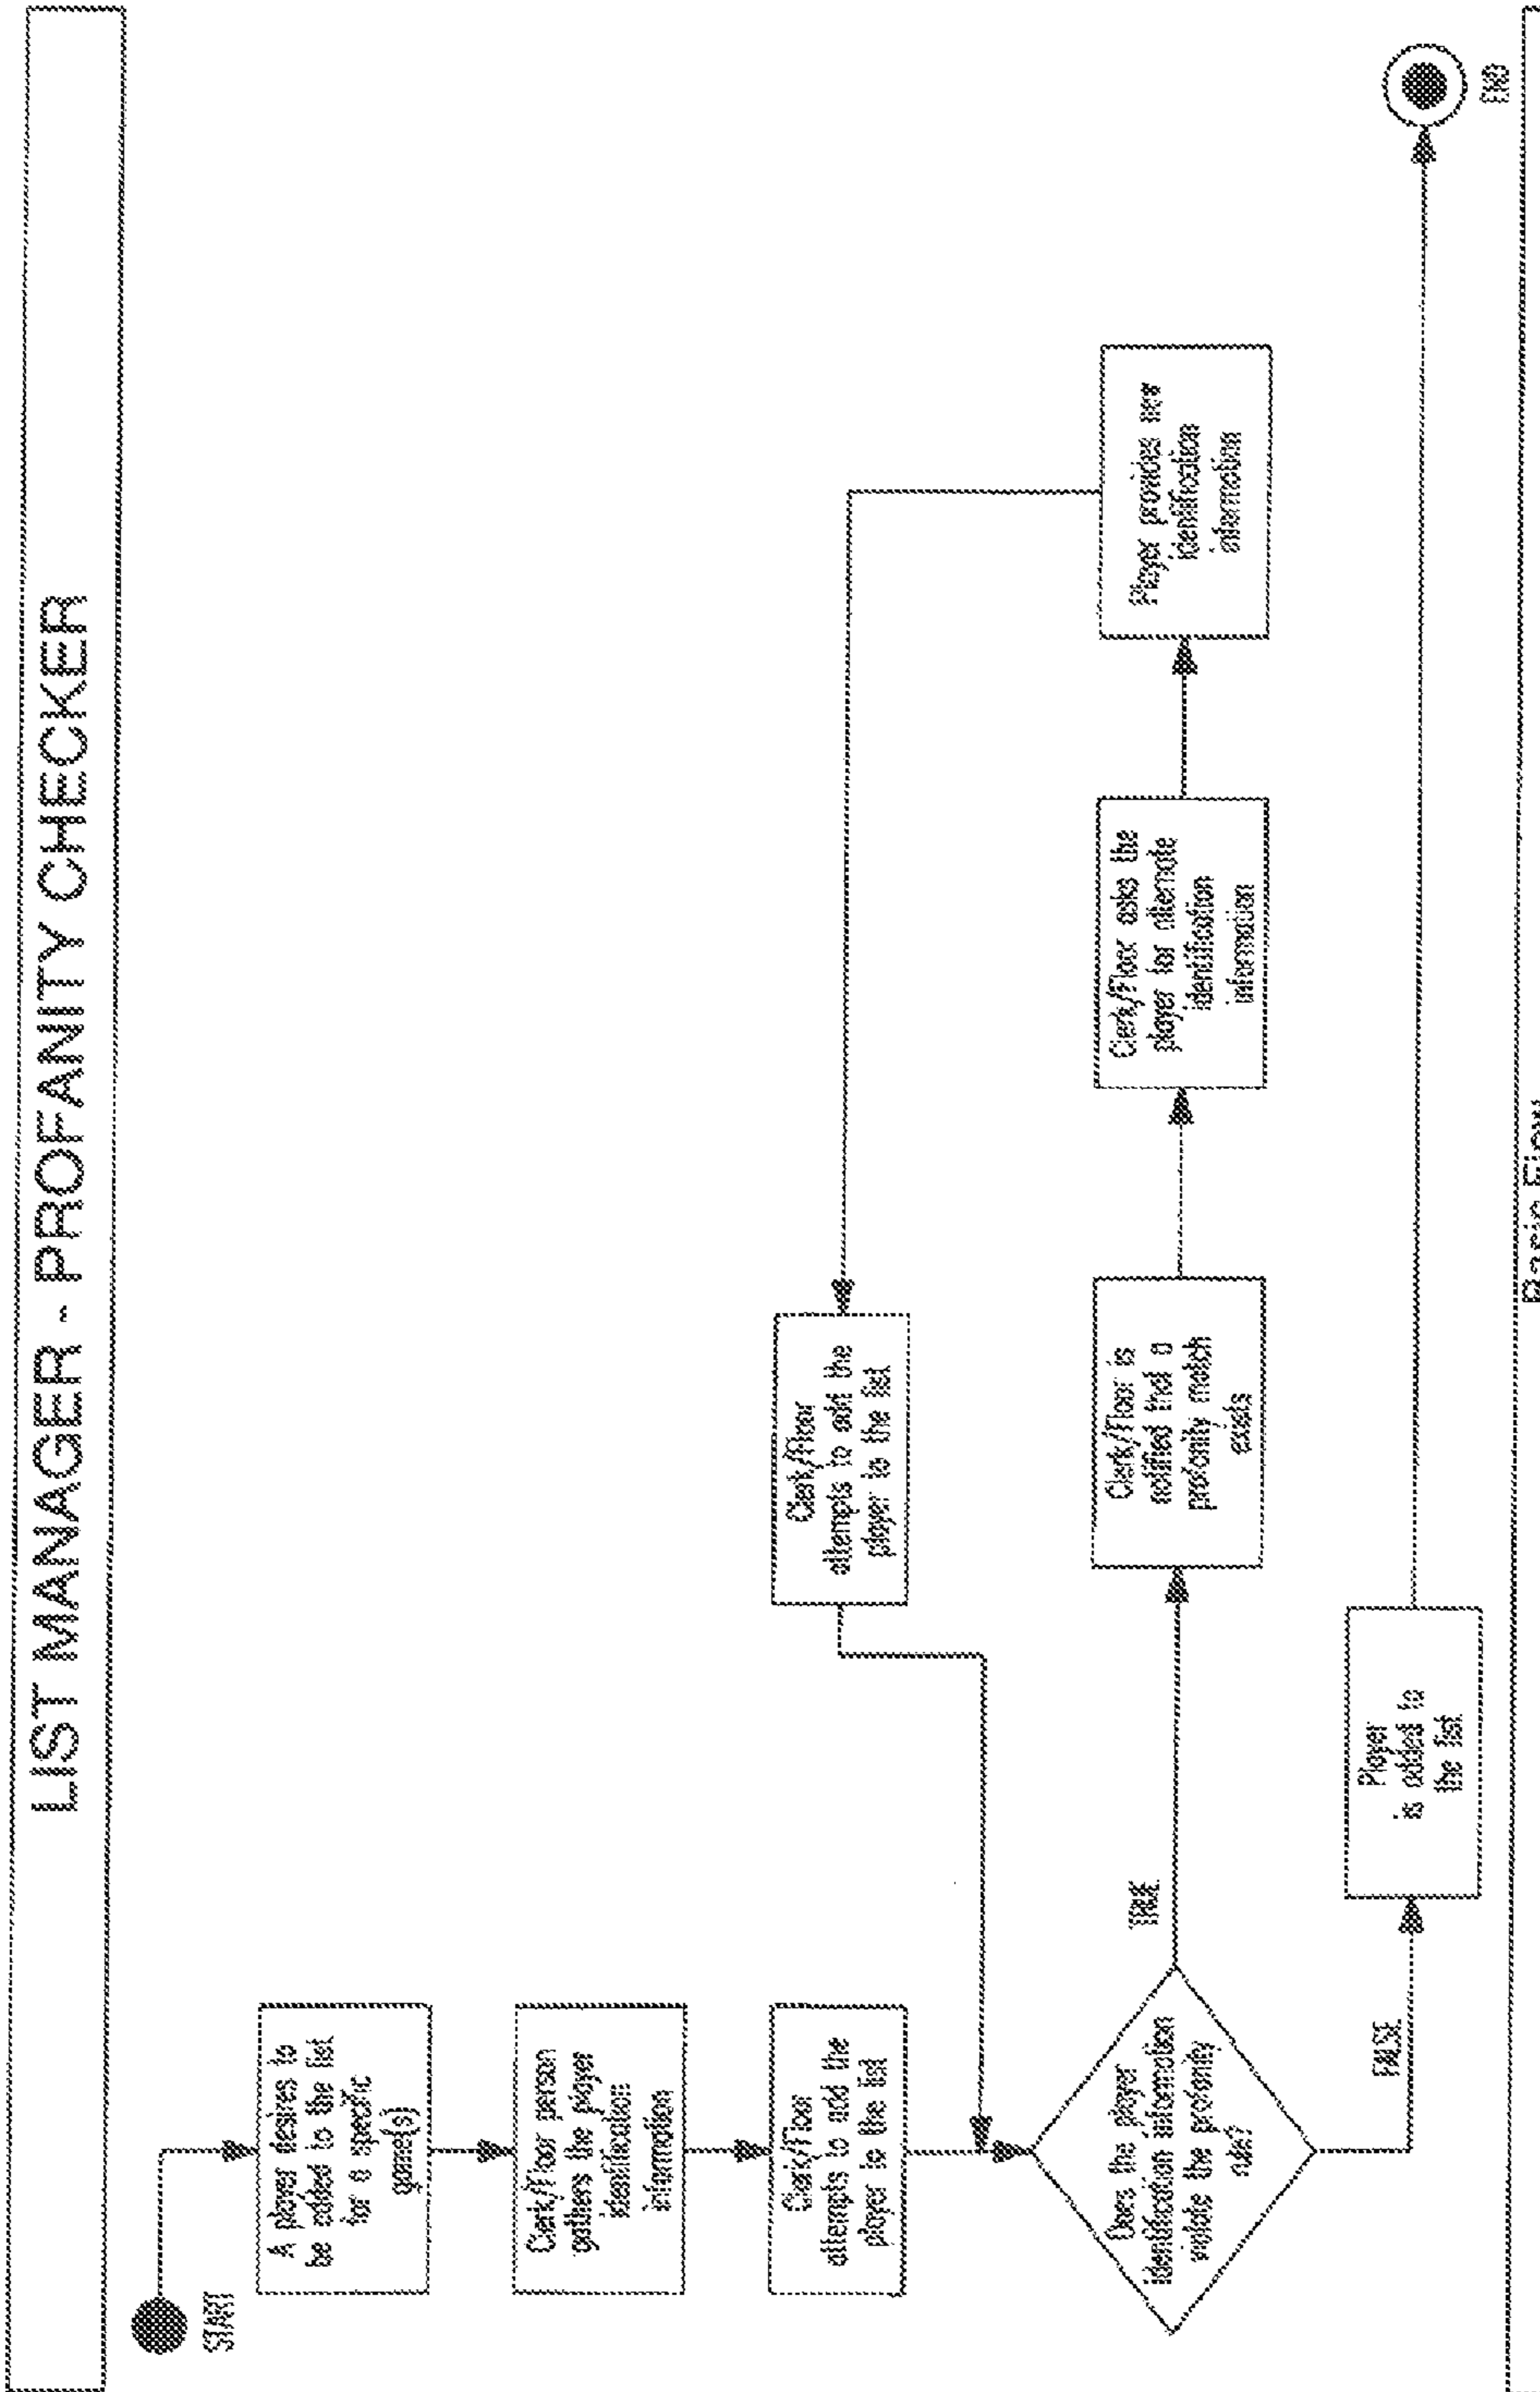 LIST MANAGER - PROFANITY CHECKER
START
A player desires to
be added to the list
for a specific
game(s)
Clerk/Floor person
gathers the player
identification
information
Clerk/Floor
attempts to add the
player to the list
Does the player
identification information
violate the profanity
rule?
TRUE
FALSE
Clerk/Floor is
notified that a
profanity match
exists
Clerk/Floor asks the
player for alternate
identification
information
Player provides new
identification
information
Clerk/Floor
attempts to add the
player to the list
Player
is added to
the list
END
Basic Flow